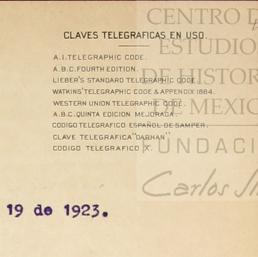 CLAVES TELEGRAFICAS EN USO.
A.I. TELEGRAPHIC CODE.
A.B.C. FOURTH EDITION.
LIEBER'S STANDARD TELEGRAPHIC CODE
WATKINS' TELEGRAPHIC CODE & APPENDIX 1884.
WESTERN UNION TELEGRAPHIC CODE.
A.B.C. QUINTA EDICION MEJORADA.
CODIGO TELEGRAFICO ESPAÑOL DE SAMPER.
CLAVE TELEGRAFICA "DARHAN"
CODIGO TELEGRAFICO X.
19 de 1923.
CENTRO D
ESTUDIO
DE HISTOR
DE MEXIC
FUNDACI
Carlos